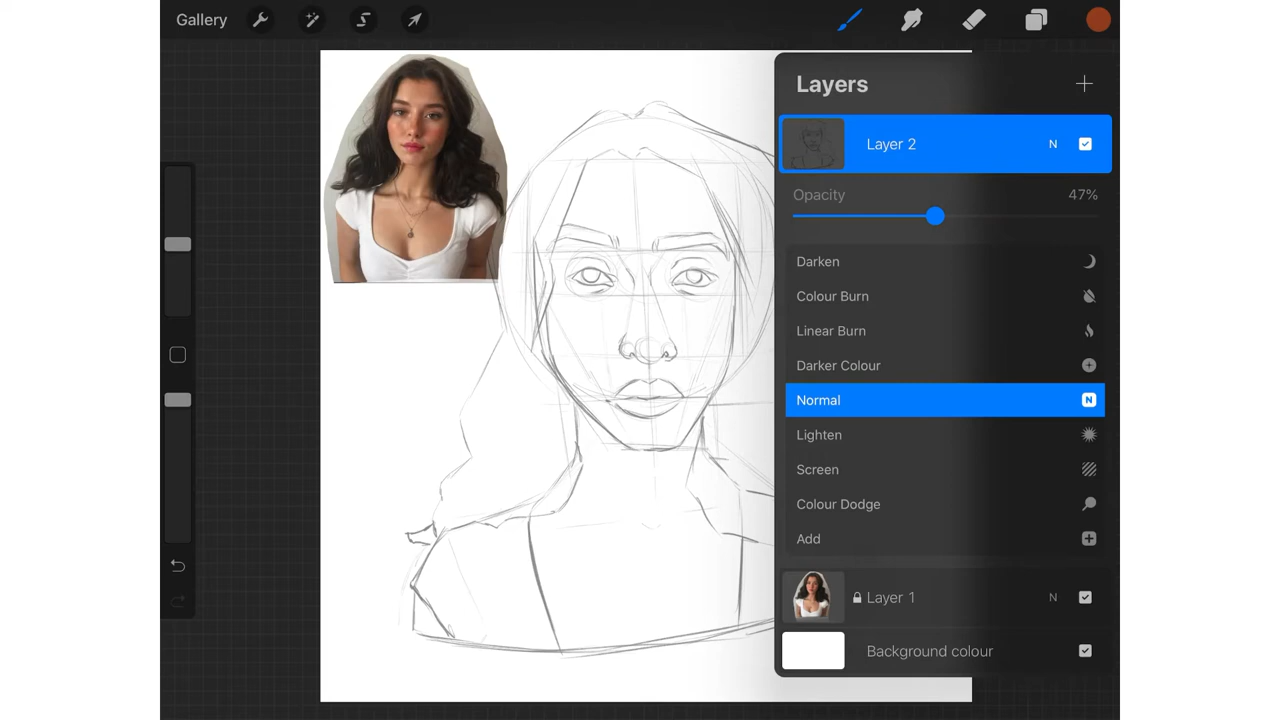 Gallery
Layers
Layer 2 N
Opacity 47%
Darken
Colour Burn
Linear Burn
Darker Colour
Normal N
Lighten
Screen
Colour Dodge
Add
Layer 1 N
Background colour